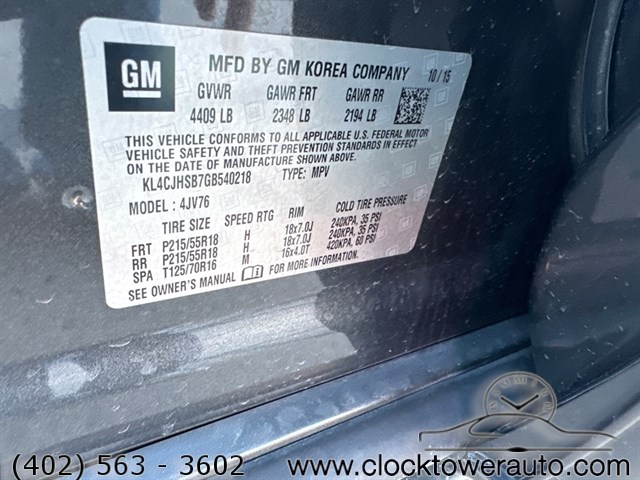 GM
MFD BY GM KOREA COMPANY 10/15
GVWR GAWR FRT GAWR RR
4409 LB 2348 LB 2194 LB
THIS VEHICLE CONFORMS TO ALL APPLICABLE U.S. FEDERAL MOTOR
VEHICLE SAFETY AND THEFT PREVENTION STANDARDS IN EFFECT
ON THE DATE OF MANUFACTURE SHOWN ABOVE.
KL4CJHSB7GB540218 TYPE: MPV
MODEL : 4JV76
TIRE SIZE SPEED RTG RIM COLD TIRE PRESSURE
FRT P215/55R18 H 18x7.0J 240KPA, 35 PSI
RR P215/55R18 H 18x7.0J 240KPA, 35 PSI
SPA T125/70R16 M 16x4.0T 420KPA, 60 PSI
SEE OWNER'S MANUAL FOR MORE INFORMATION.
(402) 563 - 3602 www.clocktowerauto.com